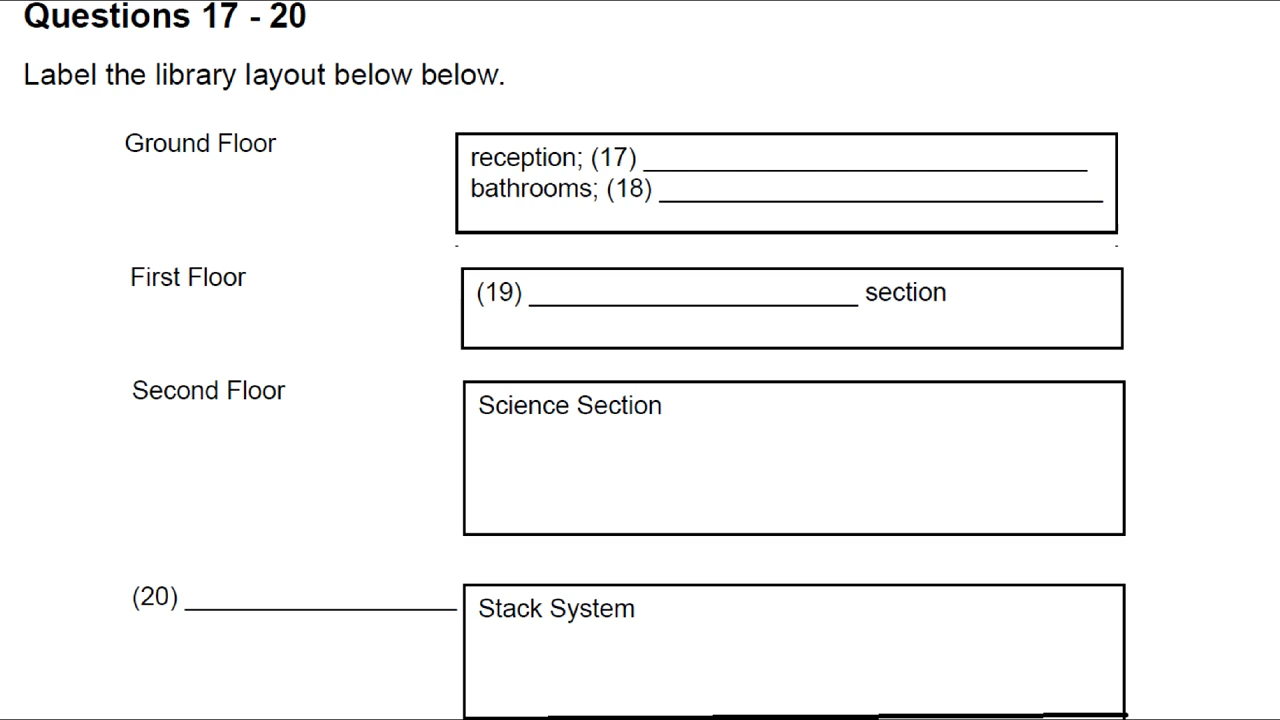 Questions 17 - 20
Label the library layout below below.
Ground Floor
reception; (17) ______________________________
bathrooms; (18) ______________________________
First Floor
(19) ______________________ section
Second Floor
Science Section
(20) __________________
Stack System